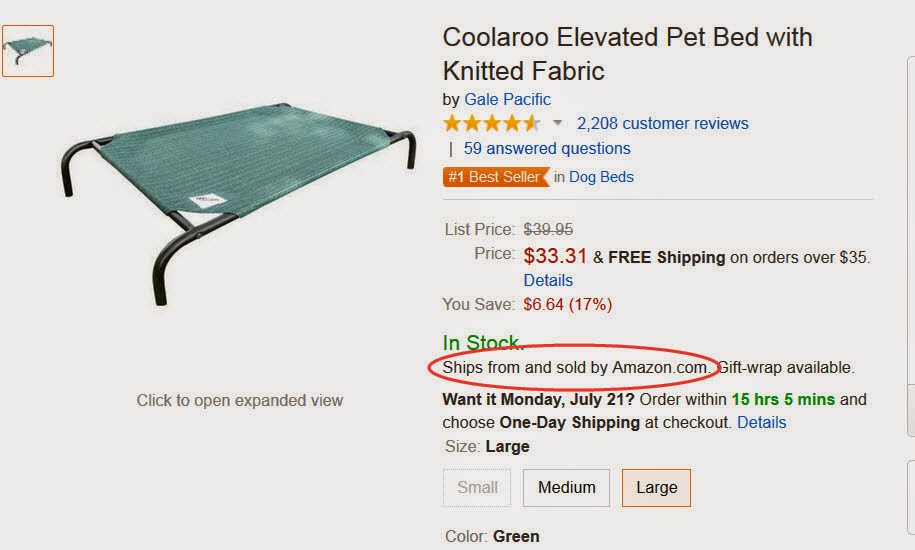 Coolaroo Elevated Pet Bed with
Knitted Fabric
by Gale Pacific
2,208 customer reviews
| 59 answered questions
#1 Best Seller in Dog Beds
List Price: $39.95
Price: $33.31 & FREE Shipping on orders over $35.
Details
You Save: $6.64 (17%)
In Stock.
Ships from and sold by Amazon.com. Gift-wrap available.
Click to open expanded view
Want it Monday, July 21? Order within 15 hrs 5 mins and
choose One-Day Shipping at checkout. Details
Size: Large
Small Medium Large
Color: Green